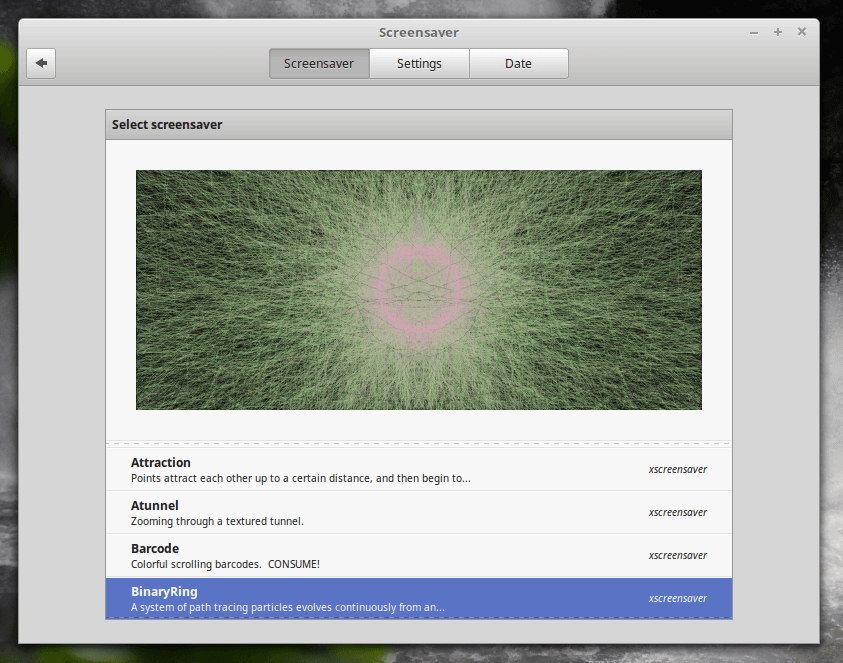 Screensaver
Screensaver Settings Date
Select screensaver
Attraction
Points attract each other up to a certain distance, and then begin to...
xscreensaver
Atunnel
Zooming through a textured tunnel.
xscreensaver
Barcode
Colorful scrolling barcodes.  CONSUME!
xscreensaver
BinaryRing
A system of path tracing particles evolves continuously from an...
xscreensaver